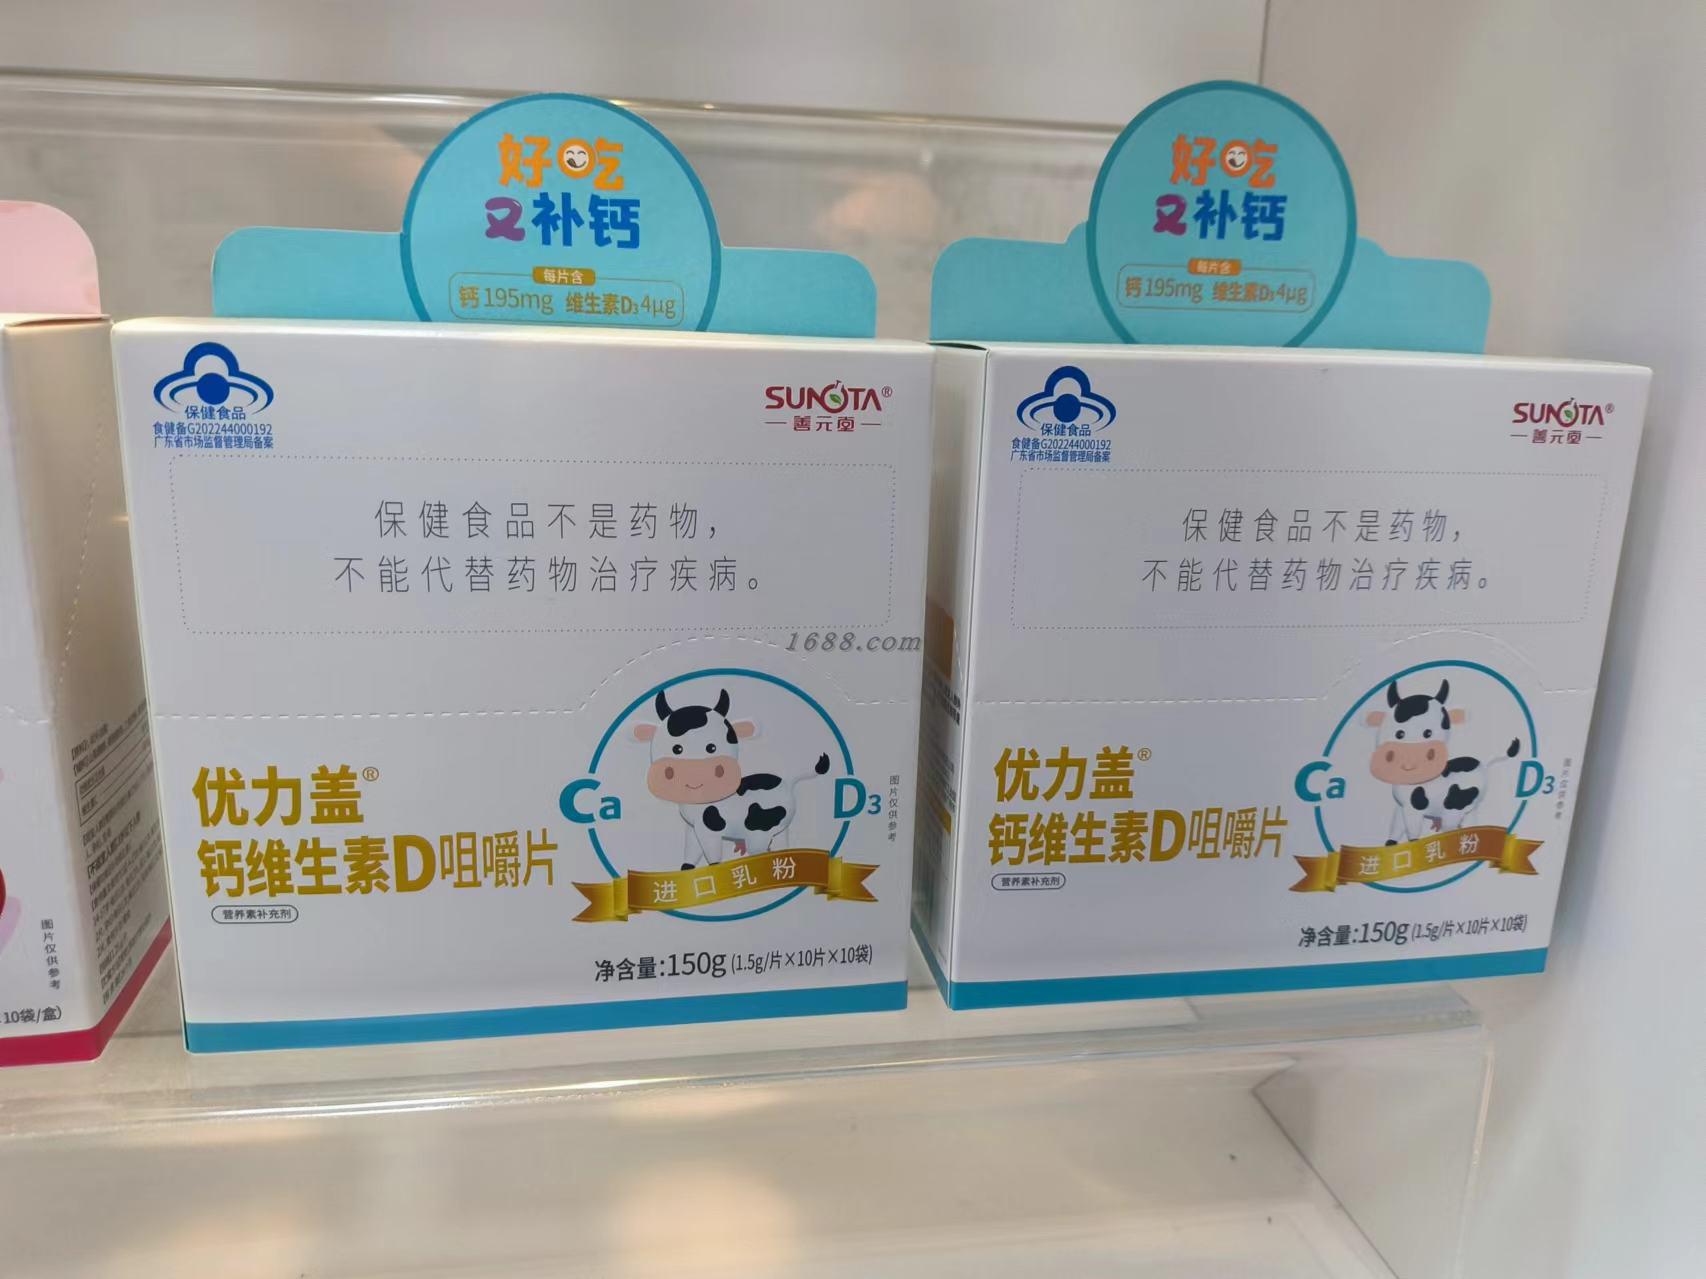 好吃
又补钙
每片含
钙195mg 维生素D3 4μg
保健食品
食健备G202244000192
广东省市场监督管理局备案
SUNOTA®
善元堂
保健食品不是药物，
不能代替药物治疗疾病。
1688.com
优力盖®
钙维生素D咀嚼片
营养素补充剂
Ca
D3
进口乳粉
图片仅供参考
净含量:150g(1.5g/片×10片×10袋)
好吃
又补钙
每片含
钙195mg 维生素D3 4μg
保健食品
食健备G202244000192
广东省市场监督管理局备案
SUNOTA®
善元堂
保健食品不是药物，
不能代替药物治疗疾病。
优力盖®
钙维生素D咀嚼片
营养素补充剂
Ca
D3
进口乳粉
图片仅供参考
净含量:150g(1.5g/片×10片×10袋)
图片仅供参考
10袋/盒)